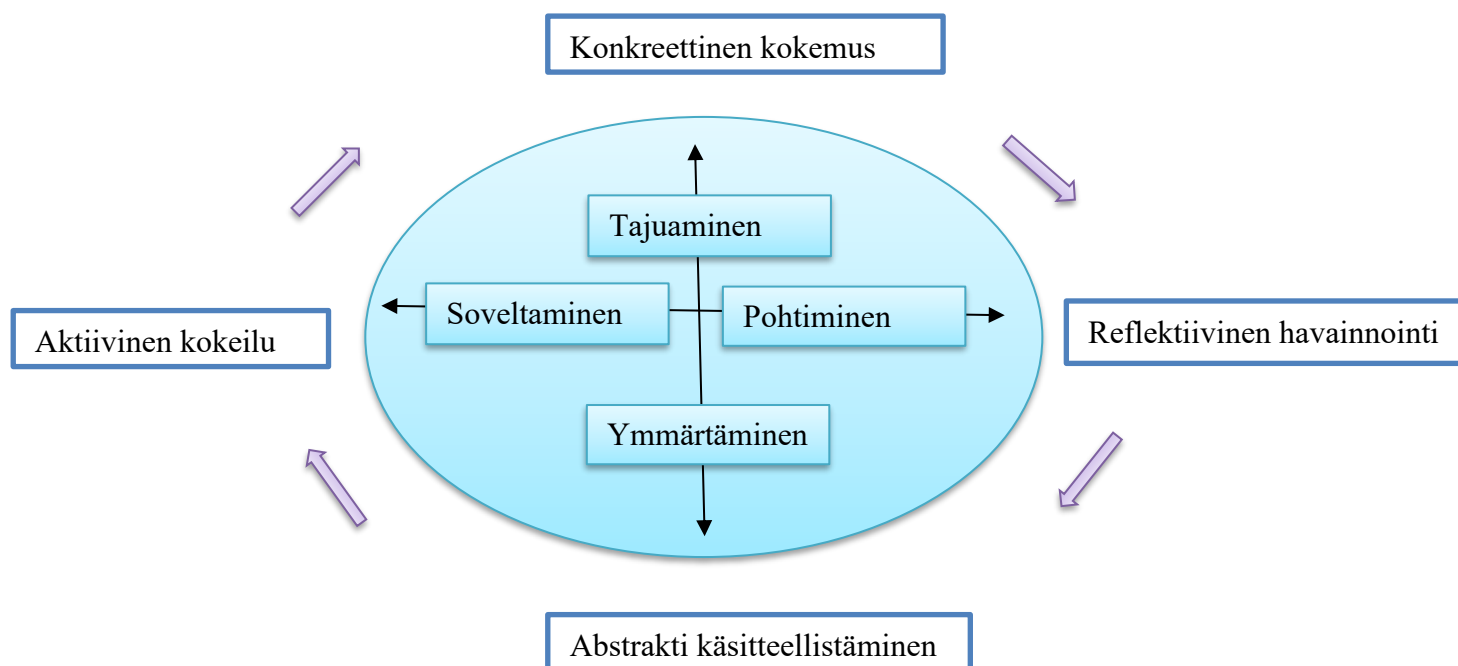 Konkreettinen kokemus
Tajuaminen
Soveltaminen
Pohtiminen
Aktiivinen kokeilu
Reflektiivinen havainnointi
Ymmärtäminen
Abstrakti käsitteellistäminen